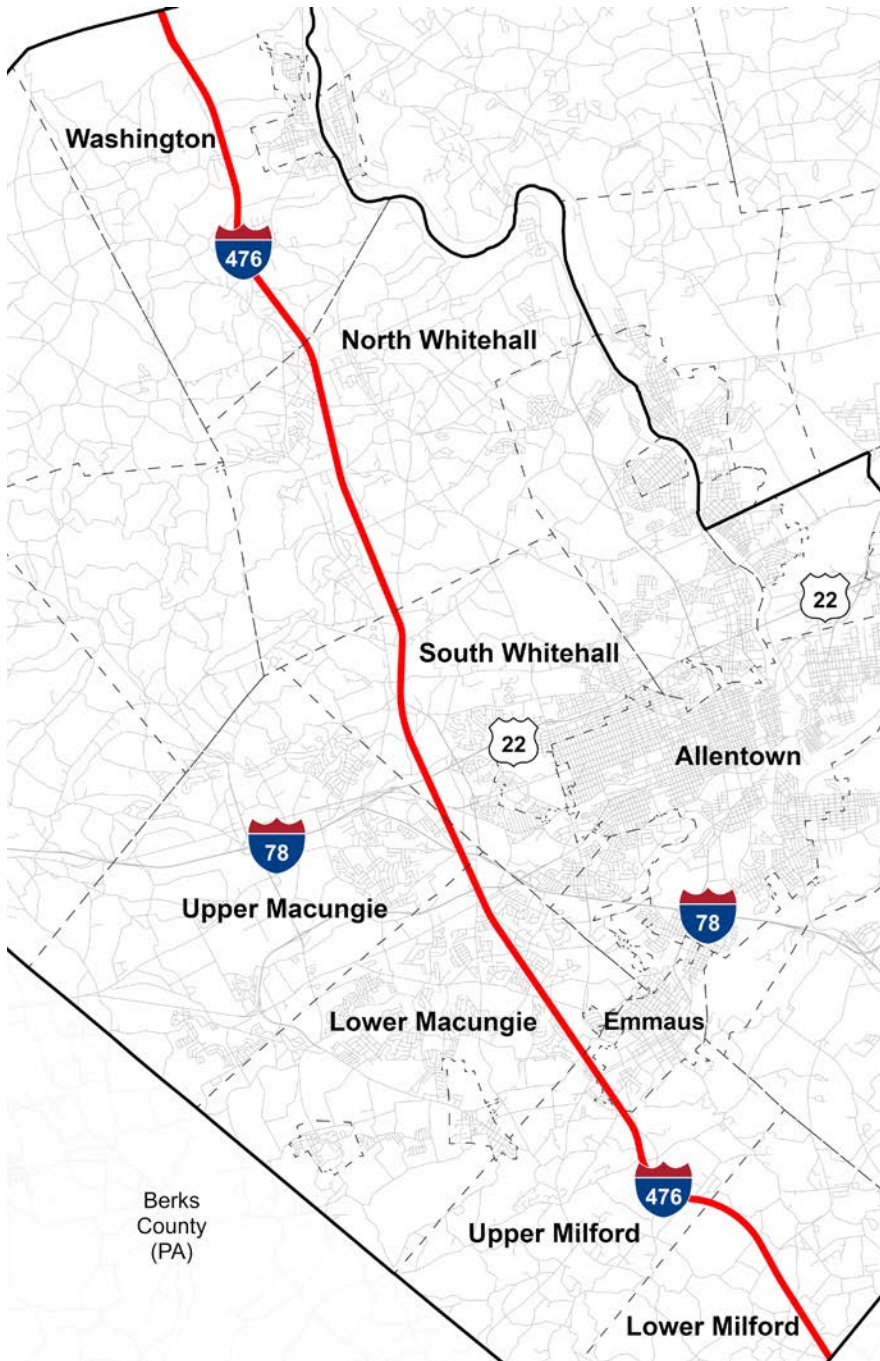 Washington
476
North Whitehall
22
South Whitehall
22
Allentown
78
Upper Macungie
78
Lower Macungie
Emmaus
476
Berks
County
(PA)
Upper Milford
Lower Milford